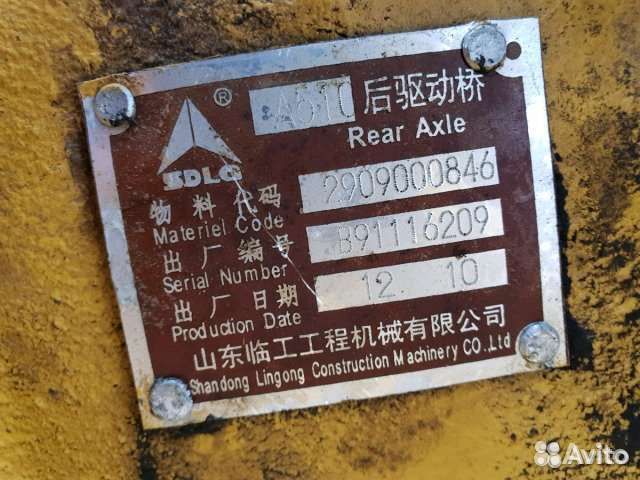 ® 后驱动桥
Rear Axle
SDLG
物料代码 2909000846
Materiel Code
出厂编号 B91116209
Serial Number
出厂日期 12 10
Production Date
山东临工工程机械有限公司
Shandong Lingong Construction Machinery CO.,Ltd
Avito